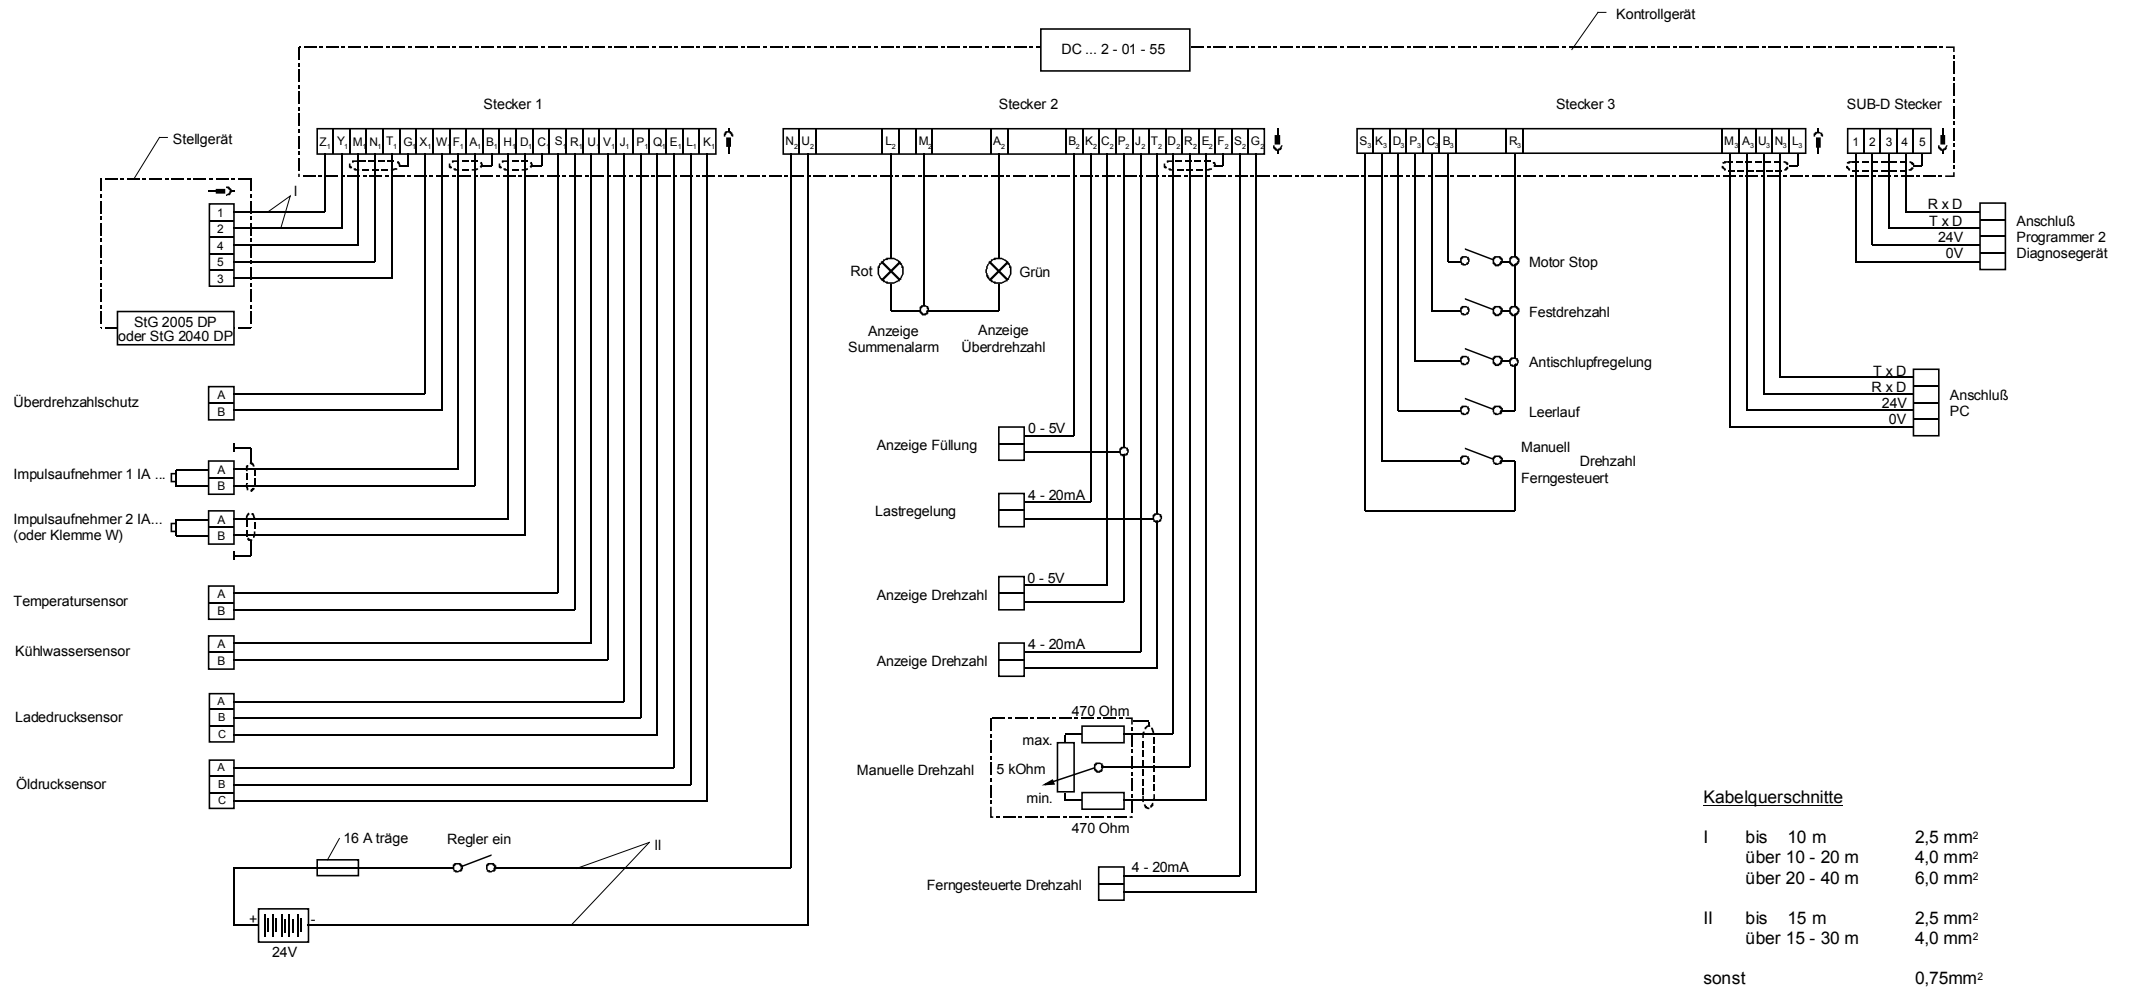 Kontrollgerät
DC ... 2 - 01 - 55
Stecker 1
Stecker 2
Stecker 3
SUB-D Stecker
Stellgerät
Z1 Y1 M1 N1 T1 G1 X1 W1 F1 A1 B1 H1 D1 C1 S1 R1 U1 V1 J1 P1 Q1 E1 L1 K1
N2 U2 L2 M2 A2 B2 K2 C2 P2 J2 T2 D2 R2 E2 F2 S2 G2
S3 K3 D3 P3 C3 B3 R3 M3 A3 U3 N3 L3
1 2 3 4 5
I
1
2
4
5
3
StG 2005 DP
oder StG 2040 DP
R x D
T x D
24V
0V
Anschluß
Programmer 2
Diagnosegerät
Rot
Grün
Anzeige
Summenalarm
Anzeige
Überdrehzahl
Motor Stop
Festdrehzahl
Antischlupfregelung
Leerlauf
Manuell
Drehzahl
Ferngesteuert
T x D
R x D
24V
0V
Anschluß
PC
Überdrehzahlschutz
A
B
Impulsaufnehmer 1 IA ...
A
B
Impulsaufnehmer 2 IA...
(oder Klemme W)
A
B
Temperatursensor
A
B
Kühlwassersensor
A
B
Ladedrucksensor
A
B
C
Öldrucksensor
A
B
C
Anzeige Füllung
0 - 5V
Lastregelung
4 - 20mA
Anzeige Drehzahl
0 - 5V
Anzeige Drehzahl
4 - 20mA
470 Ohm
max.
Manuelle Drehzahl
5 kOhm
min.
470 Ohm
Ferngesteuerte Drehzahl
4 - 20mA
16 A träge
Regler ein
II
+
-
24V
Kabelquerschnitte
I bis 10 m 2,5 mm²
über 10 - 20 m 4,0 mm²
über 20 - 40 m 6,0 mm²
II bis 15 m 2,5 mm²
über 15 - 30 m 4,0 mm²
sonst 0,75mm²